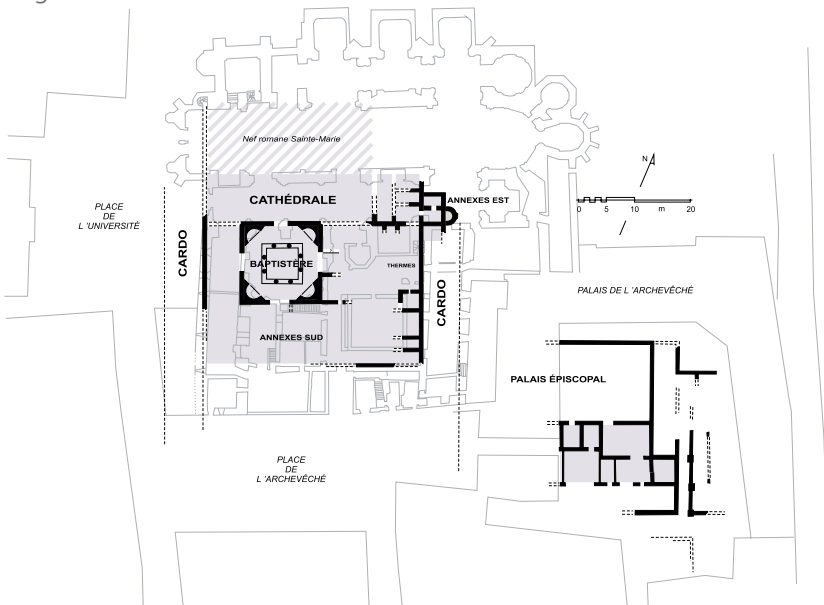 Nef romane Sainte-Marie
N
CATHÉDRALE
ANNEXES EST
PLACE
DE
L 'UNIVERSITÉ
0 5 10 m 20
CARDO
BAPTISTÈRE
THERMES
CARDO
PALAIS DE L 'ARCHEVÊCHÉ
ANNEXES SUD
PALAIS ÉPISCOPAL
PLACE
DE
L 'ARCHEVÊCHÉ